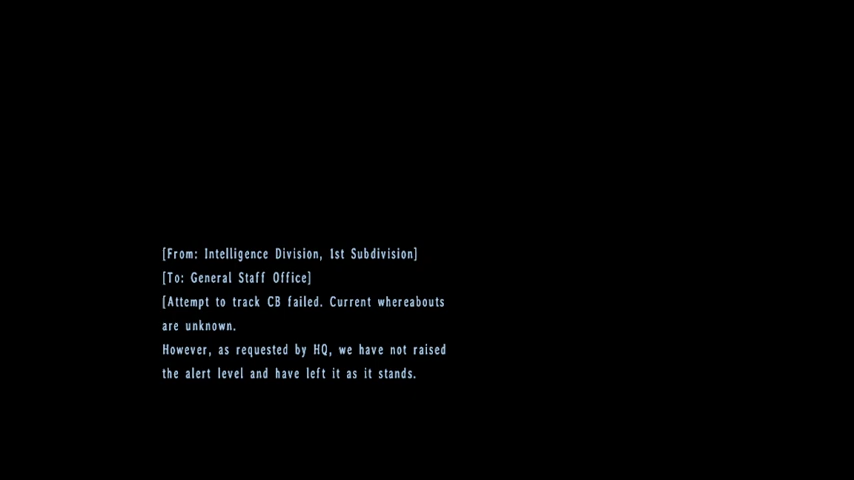 [From: Intelligence Division, 1st Subdivision]
[To: General Staff Office]
[Attempt to track CB failed. Current whereabouts
are unknown.
However, as requested by HQ, we have not raised
the alert level and have left it as it stands.